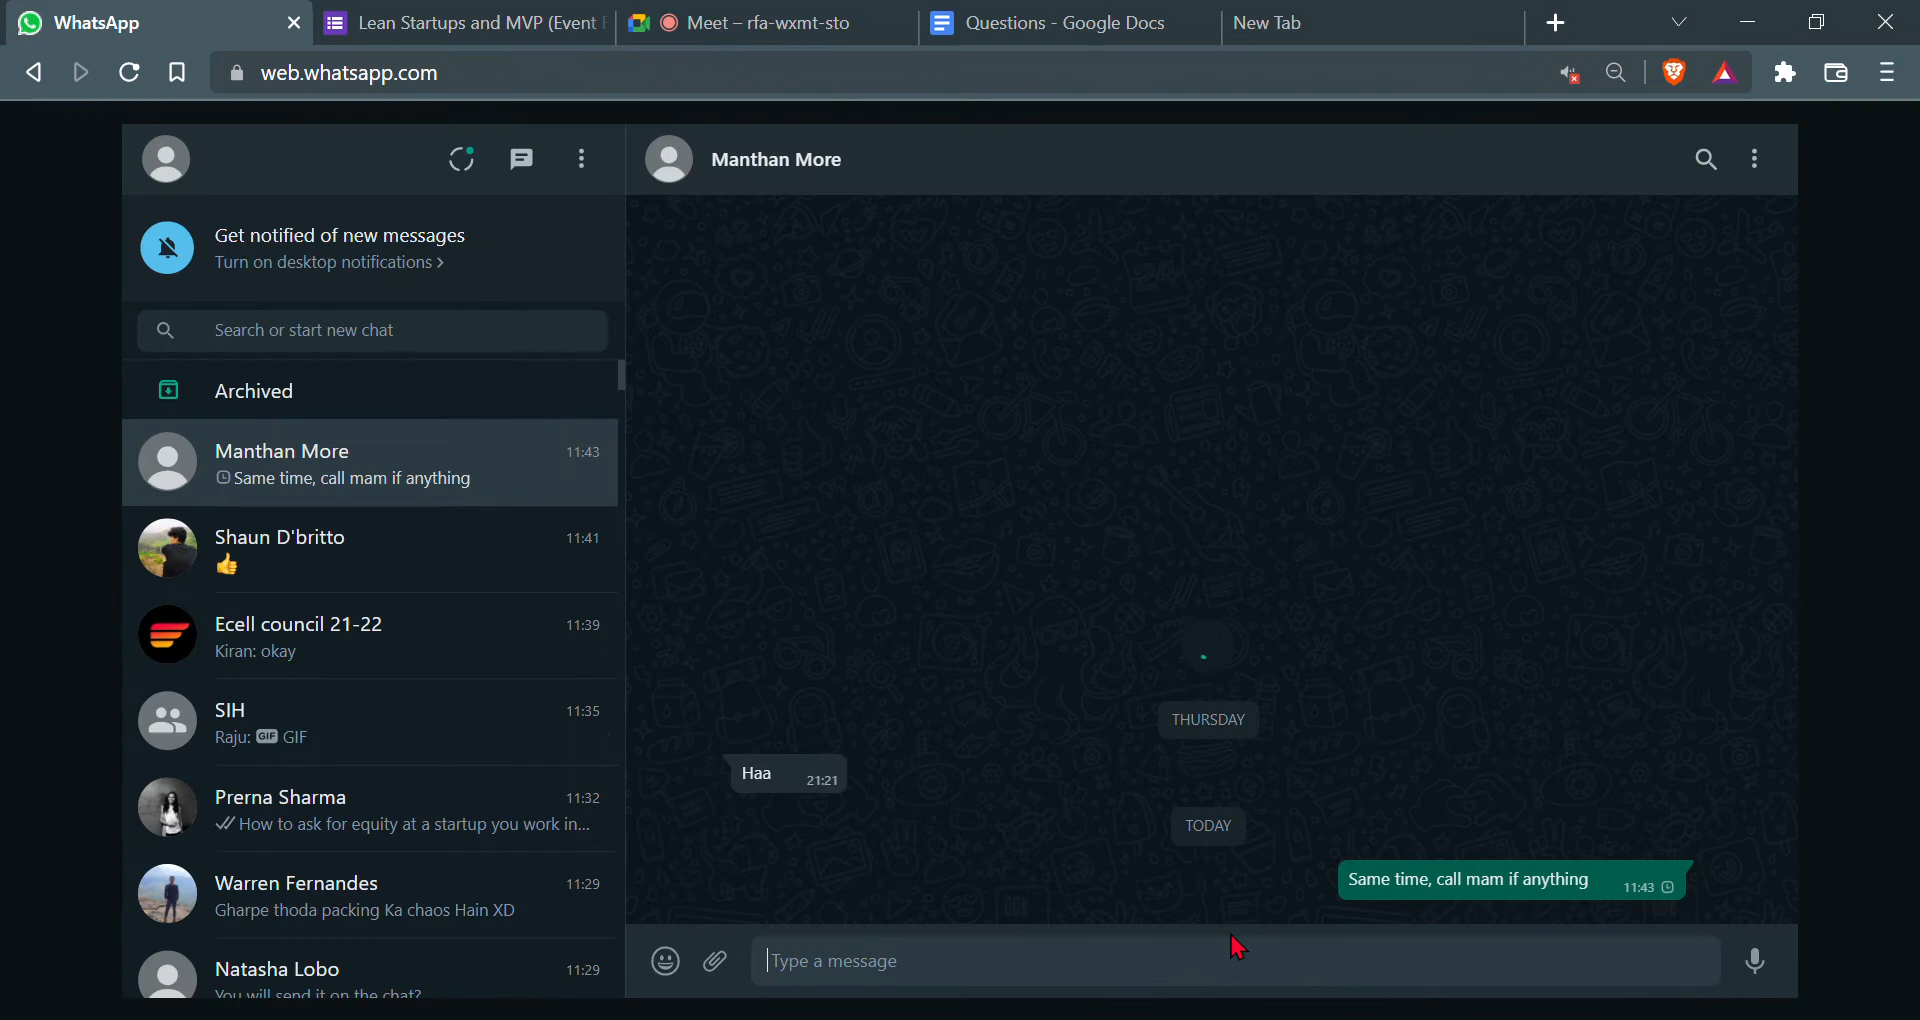 WhatsApp
Lean Startups and MVP (Event
Meet – rfa-wxmt-sto
Questions - Google Docs
New Tab
web.whatsapp.com
Manthan More
Get notified of new messages
Turn on desktop notifications >
Search or start new chat
Archived
Manthan More 11:43
Same time, call mam if anything
Shaun D'britto 11:41
👍
Ecell council 21-22 11:39
Kiran: okay
SIH 11:35
Raju: GIF GIF
Prerna Sharma 11:32
How to ask for equity at a startup you work in...
Warren Fernandes 11:29
Gharpe thoda packing Ka chaos Hain XD
Natasha Lobo 11:29
You will send it on the chat?
THURSDAY
Haa 21:21
TODAY
Same time, call mam if anything 11:43
Type a message